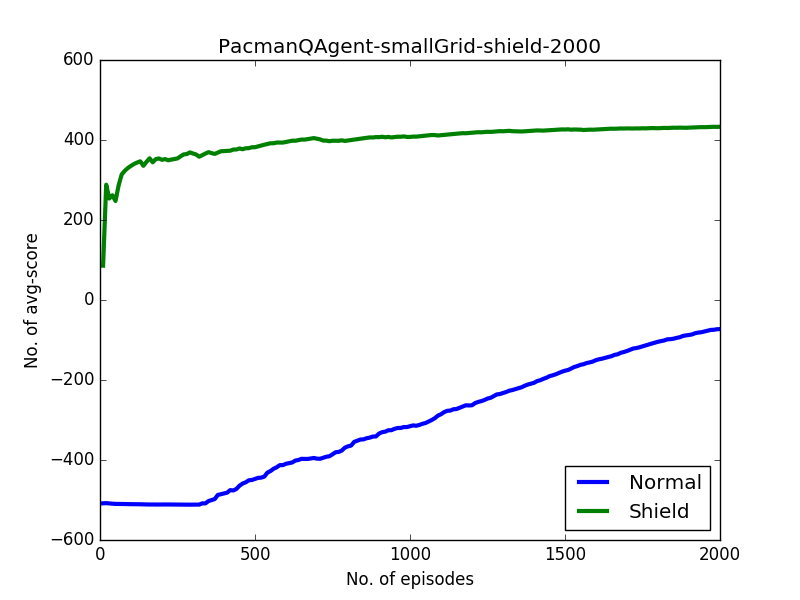 PacmanQAgent-smallGrid-shield-2000
600
400
200
0
−200
−400
−600
No. of avg-score
0
500
1000
1500
2000
No. of episodes
Normal
Shield